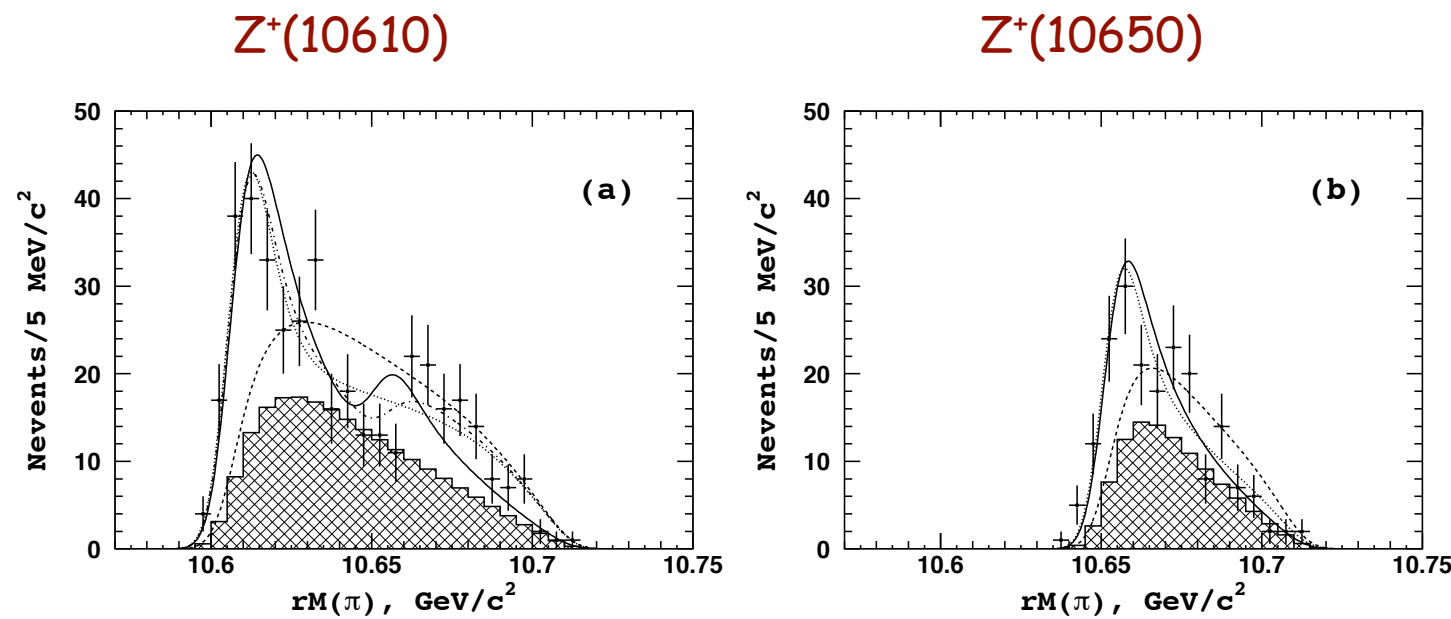 Z⁺(10610)
Z⁺(10650)
Nevents/5 MeV/c²
50
40
30
20
10
0
(a)
10.6 10.65 10.7 10.75
rM(π), GeV/c²
Nevents/5 MeV/c²
50
40
30
20
10
0
(b)
10.6 10.65 10.7 10.75
rM(π), GeV/c²